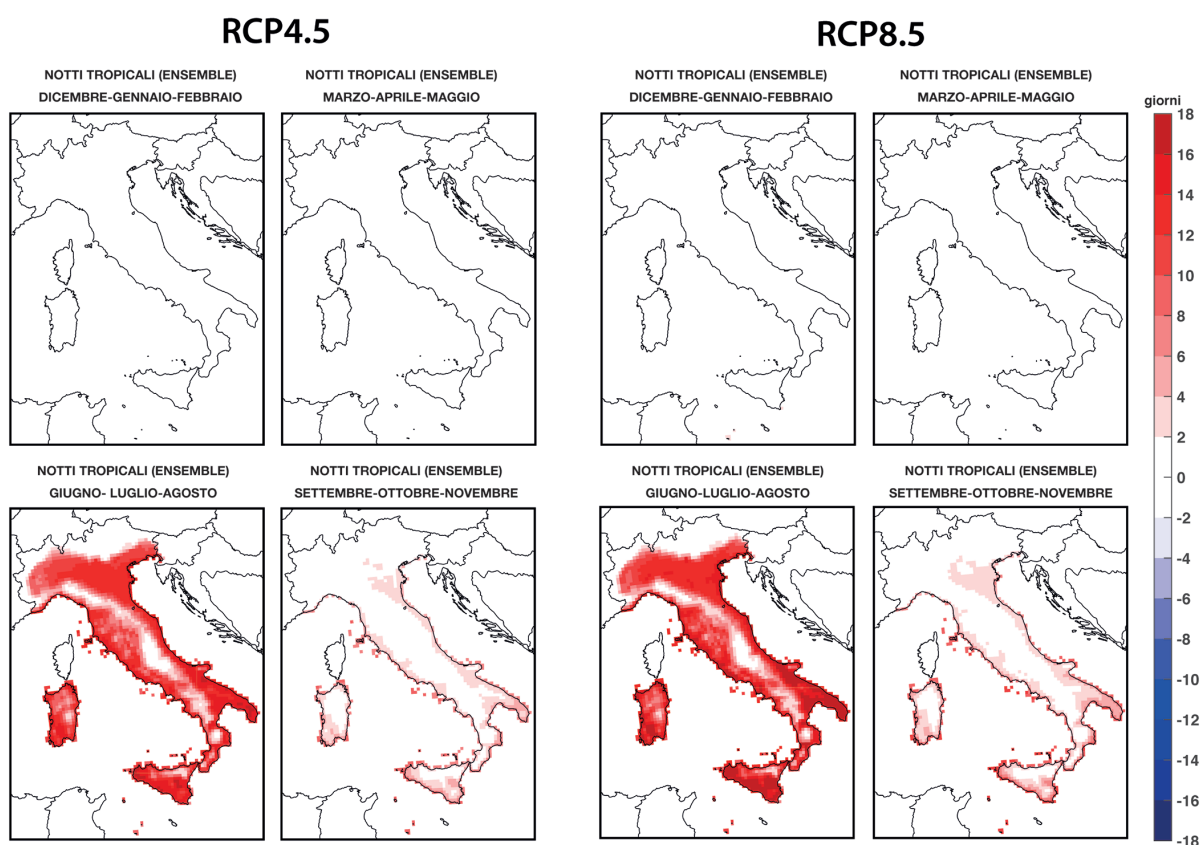 RCP4.5
RCP8.5
NOTTI TROPICALI (ENSEMBLE)
DICEMBRE-GENNAIO-FEBBRAIO
NOTTI TROPICALI (ENSEMBLE)
MARZO-APRILE-MAGGIO
NOTTI TROPICALI (ENSEMBLE)
DICEMBRE-GENNAIO-FEBBRAIO
NOTTI TROPICALI (ENSEMBLE)
MARZO-APRILE-MAGGIO
giorni
18
14
12
10
8
6
4
2
0
-2
-4
-6
-8
-10
-12
-14
-16
-18
NOTTI TROPICALI (ENSEMBLE)
GIUGNO- LUGLIO-AGOSTO
NOTTI TROPICALI (ENSEMBLE)
SETTEMBRE-OTTOBRE-NOVEMBRE
NOTTI TROPICALI (ENSEMBLE)
GIUGNO-LUGLIO-AGOSTO
NOTTI TROPICALI (ENSEMBLE)
SETTEMBRE-OTTOBRE-NOVEMBRE